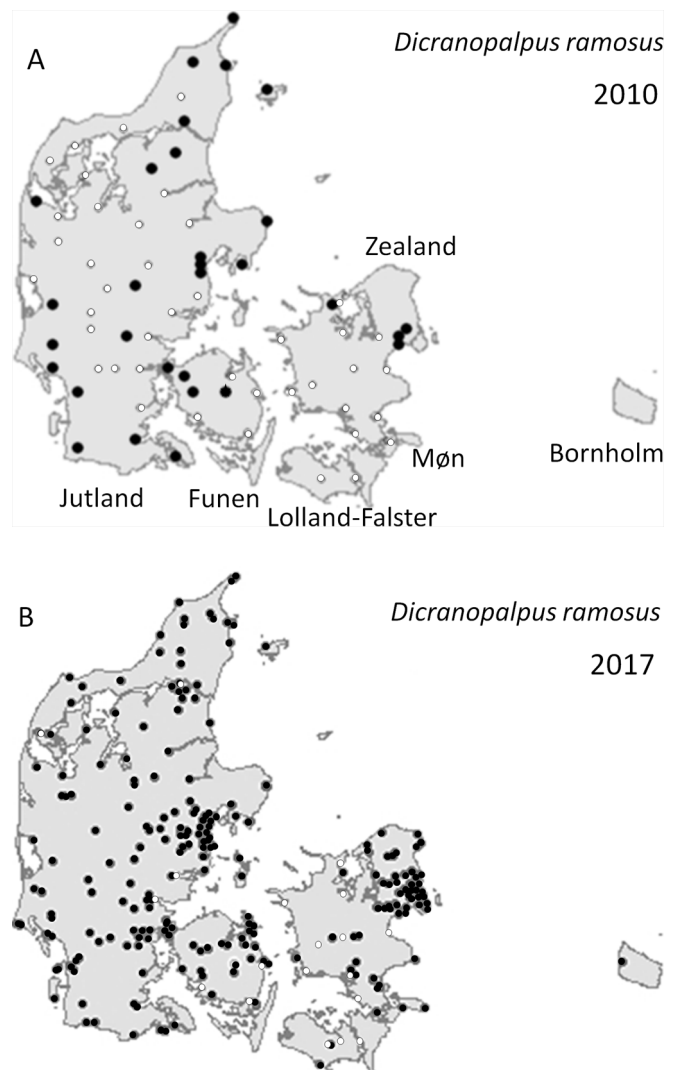 A
Dicranopalpus ramosus
2010
Zealand
Møn
Bornholm
Jutland
Funen
Lolland-Falster
B
Dicranopalpus ramosus
2017